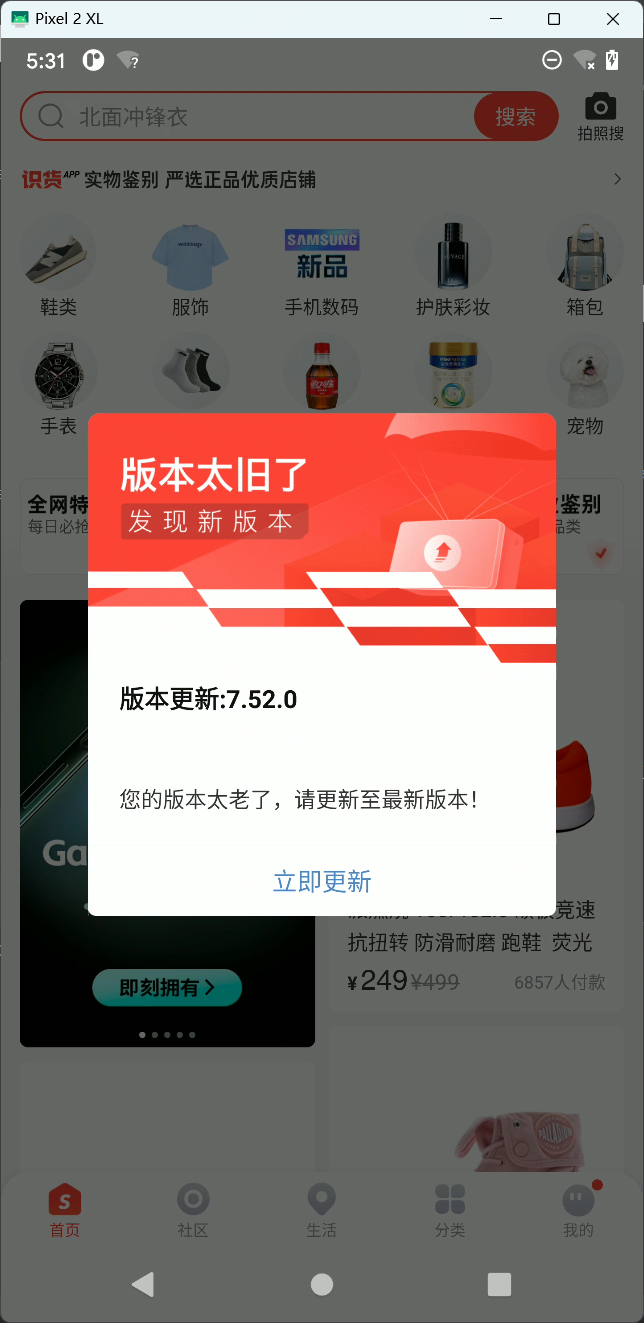 Pixel 2 XL
5:31
北面冲锋衣
搜索
拍照搜
识货APP 实物鉴别 严选正品优质店铺
SAMSUNG
新品
鞋类 服饰 手机数码 护肤彩妆 箱包
手表 宠物
全网特
鉴别
每日必抢
品类
版本太旧了
发现新版本
版本更新:7.52.0
您的版本太老了，请更新至最新版本！
立即更新
Ga
竞速
抗扭转 防滑耐磨 跑鞋 荧光
¥249 ¥499 6857人付款
即刻拥有
PALLADIUM
首页 社区 生活 分类 我的